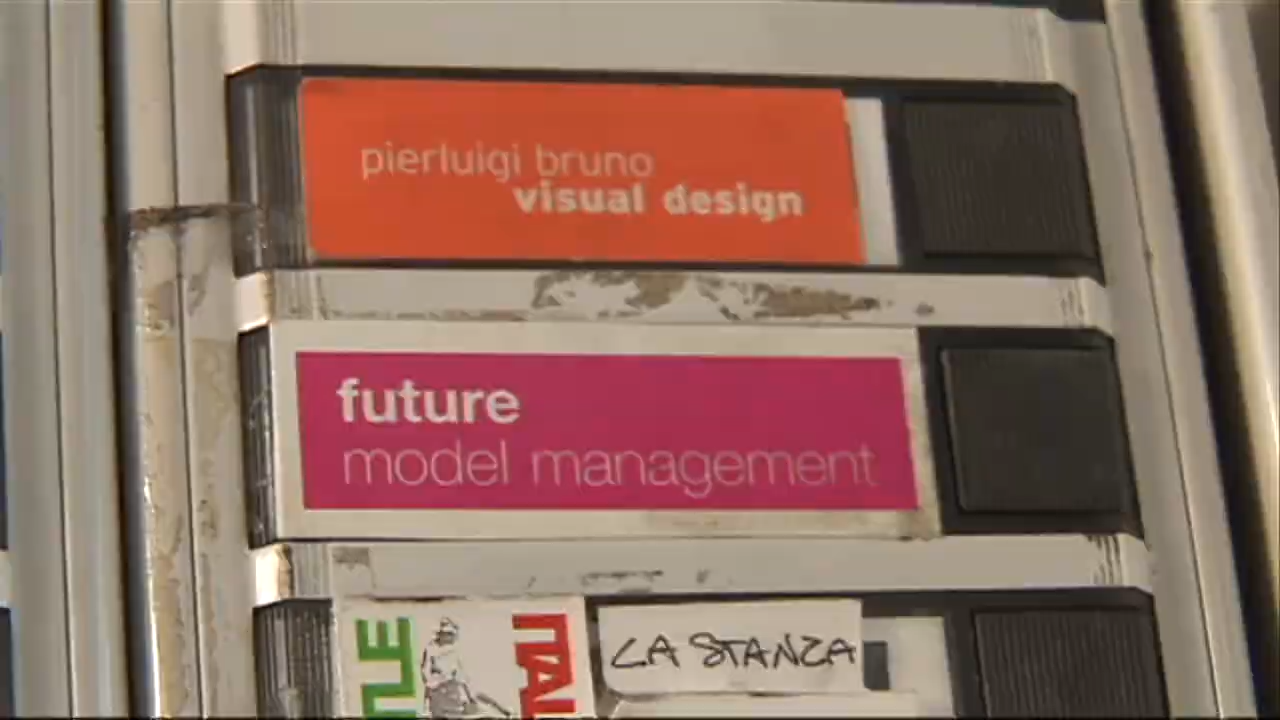 pierluigi bruno
visual design
future
model management
LA STANZA